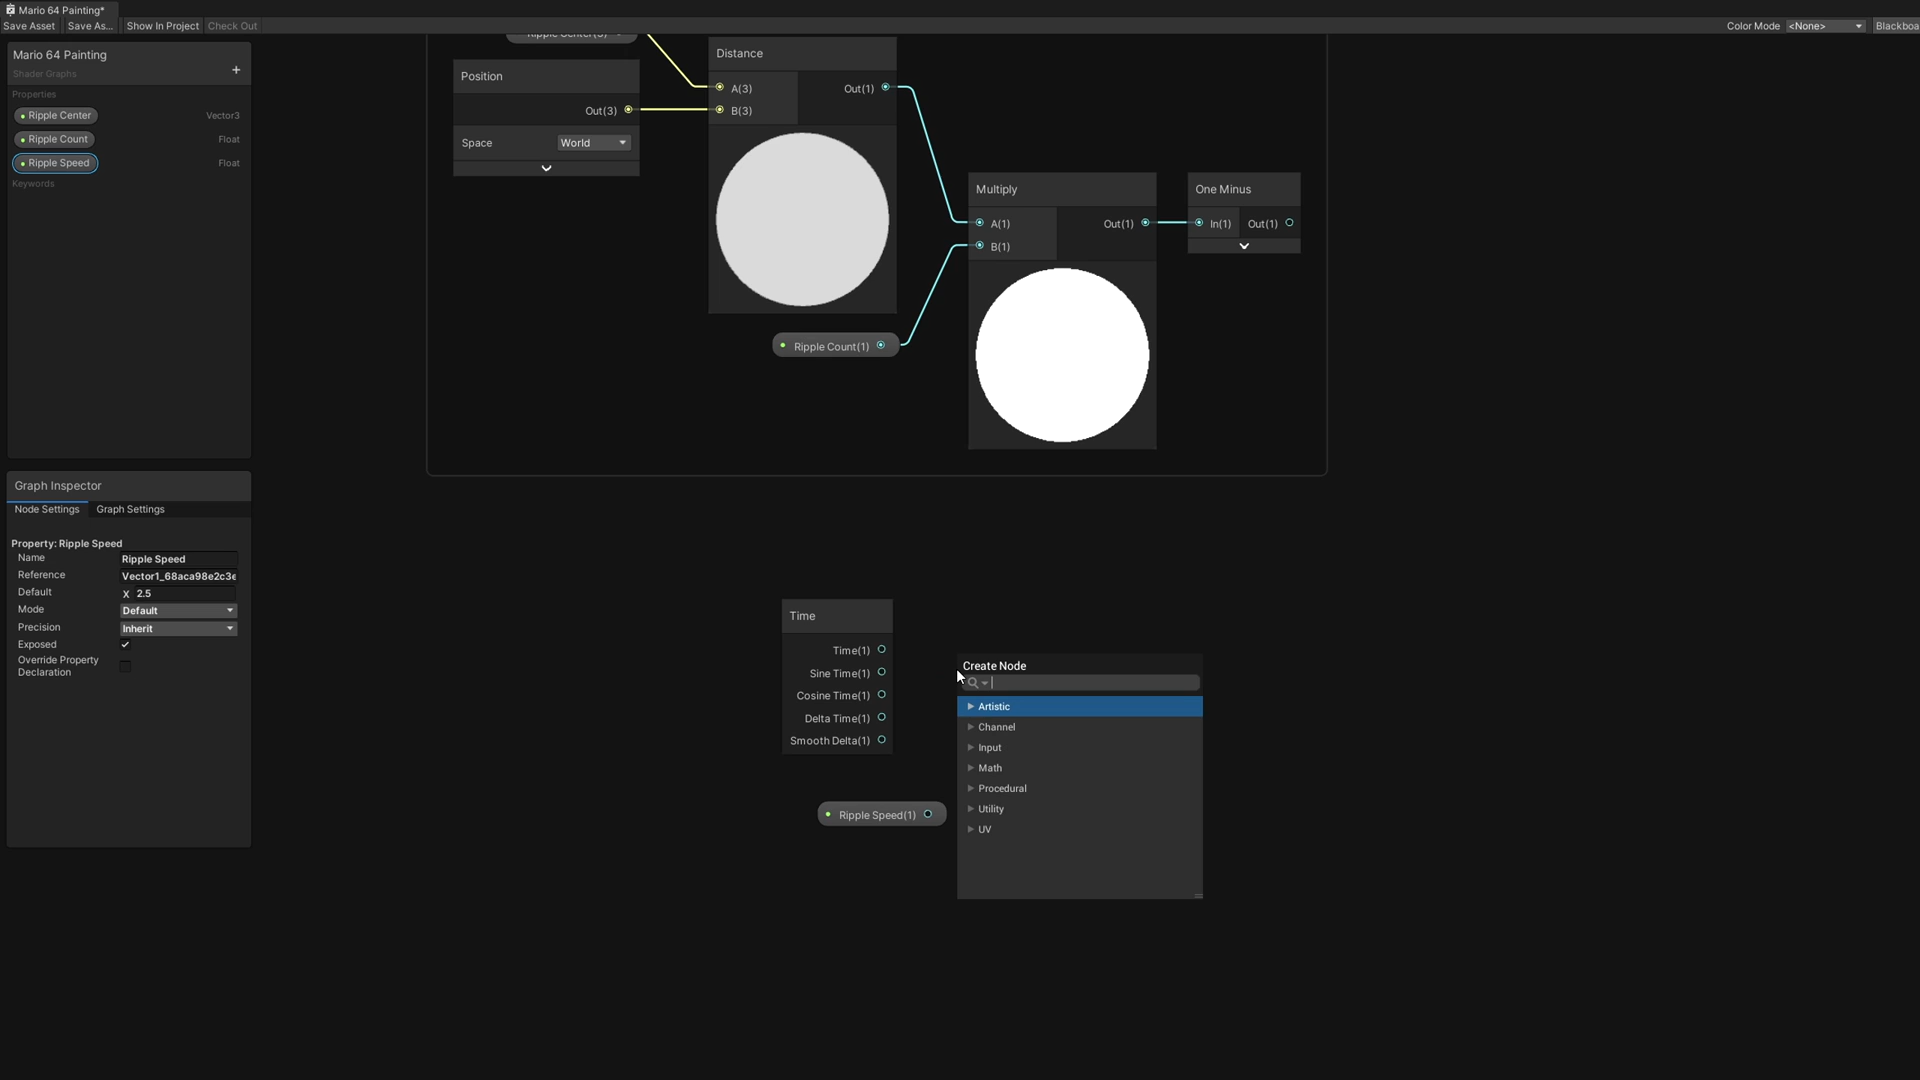 Mario 64 Painting*
Save Asset Save As... Show In Project Check Out
Color Mode <None> Blackboa
Mario 64 Painting
Shader Graphs
+
Properties
Ripple Center Vector3
Ripple Count Float
Ripple Speed Float
Keywords
Graph Inspector
Node Settings Graph Settings
Property: Ripple Speed
Name Ripple Speed
Reference Vector1_68aca98e2c3e
Default X 2.5
Mode Default
Precision Inherit
Exposed
Override Property
Declaration
Ripple Center(3)
Position
Out(3)
Space World
Distance
A(3) Out(1)
B(3)
Ripple Count(1)
Multiply
A(1) Out(1)
B(1)
One Minus
In(1) Out(1)
Time
Time(1)
Sine Time(1)
Cosine Time(1)
Delta Time(1)
Smooth Delta(1)
Ripple Speed(1)
Create Node
Artistic
Channel
Input
Math
Procedural
Utility
UV